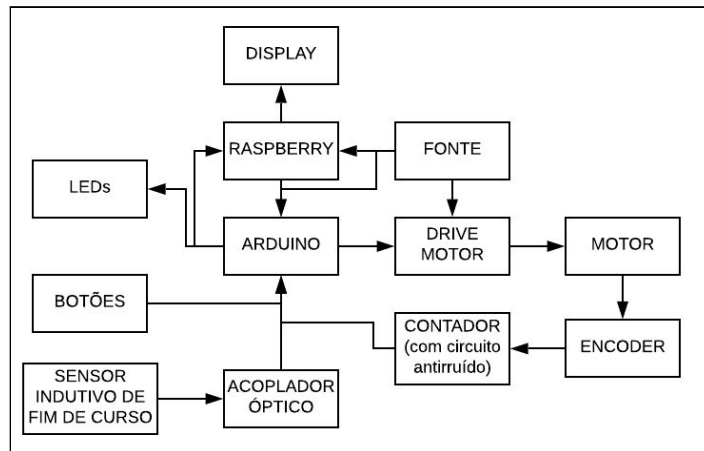 DISPLAY
RASPBERRY
FONTE
LEDs
ARDUINO
DRIVE
MOTOR
MOTOR
BOTÕES
CONTADOR
(com circuito
antirruído)
ENCODER
SENSOR
INDUTIVO DE
FIM DE CURSO
ACOPLADOR
ÓPTICO